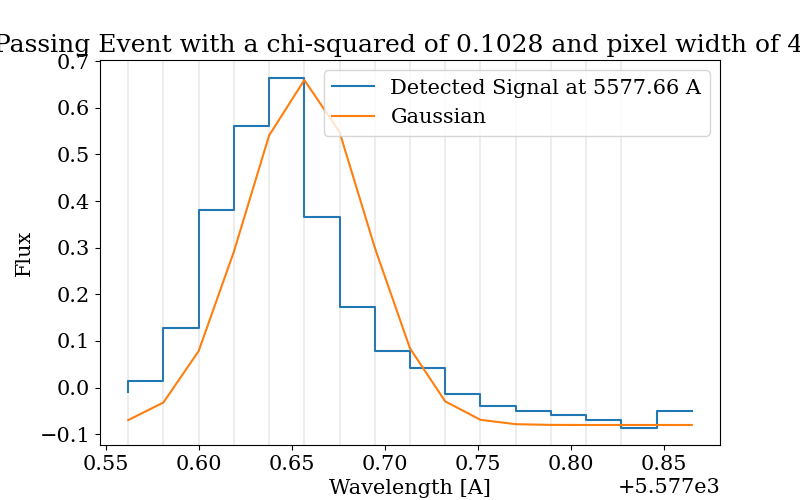 Passing Event with a chi-squared of 0.1028 and pixel width of 4
Detected Signal at 5577.66 A
Gaussian
0.7
0.6
0.5
0.4
0.3
0.2
0.1
0.0
−0.1
Flux
0.55 0.60 0.65 0.70 0.75 0.80 0.85
+5.577e3
Wavelength [A]